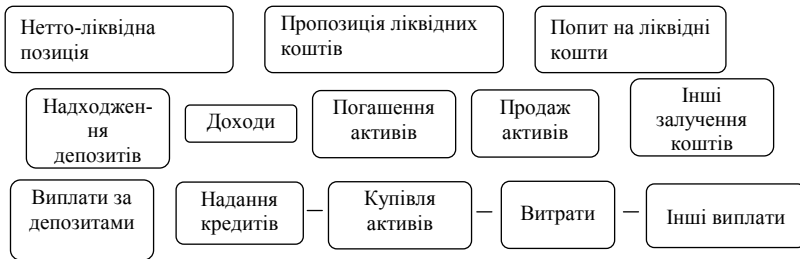 Нетто-ліквідна
позиція
Пропозиція ліквідних
коштів
Попит на ліквідні
кошти
Надходжен-
ня
депозитів
Доходи
Погашення
активів
Продаж
активів
Інші
залучення
коштів
Виплати за
депозитами
Надання
кредитів
–
Купівля
активів
–
Витрати
–
Інші виплати